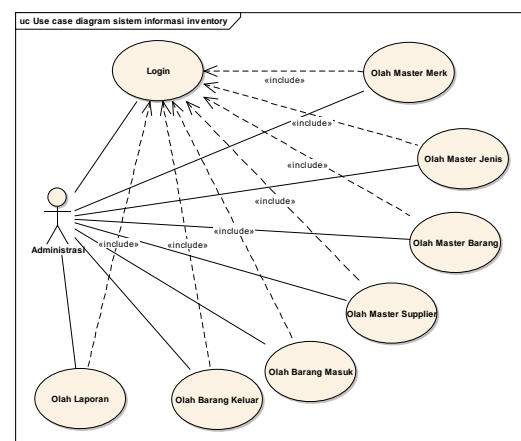 uc Use case diagram sistem informasi inventory
Login
Olah Master Merk
«include»
«include»
Olah Master Jenis
«include»
Administrasi
«include»
«include»
«include»
Olah Master Barang
Olah Master Supplier
Olah Barang Masuk
Olah Laporan
Olah Barang Keluar